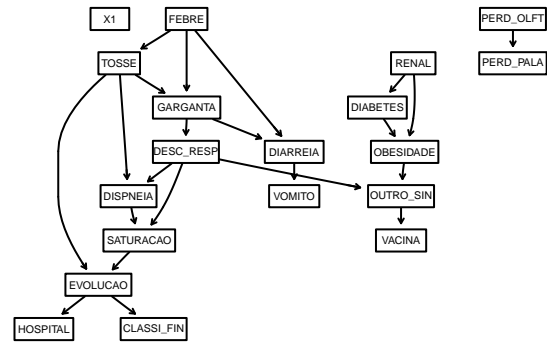 X1
FEBRE
PERD_OLFT
TOSSE
RENAL
PERD_PALA
GARGANTA
DIABETES
DESC_RESP
DIARREIA
OBESIDADE
DISPNEIA
VOMITO
OUTRO_SIN
SATURACAO
VACINA
EVOLUCAO
HOSPITAL
CLASSI_FIN